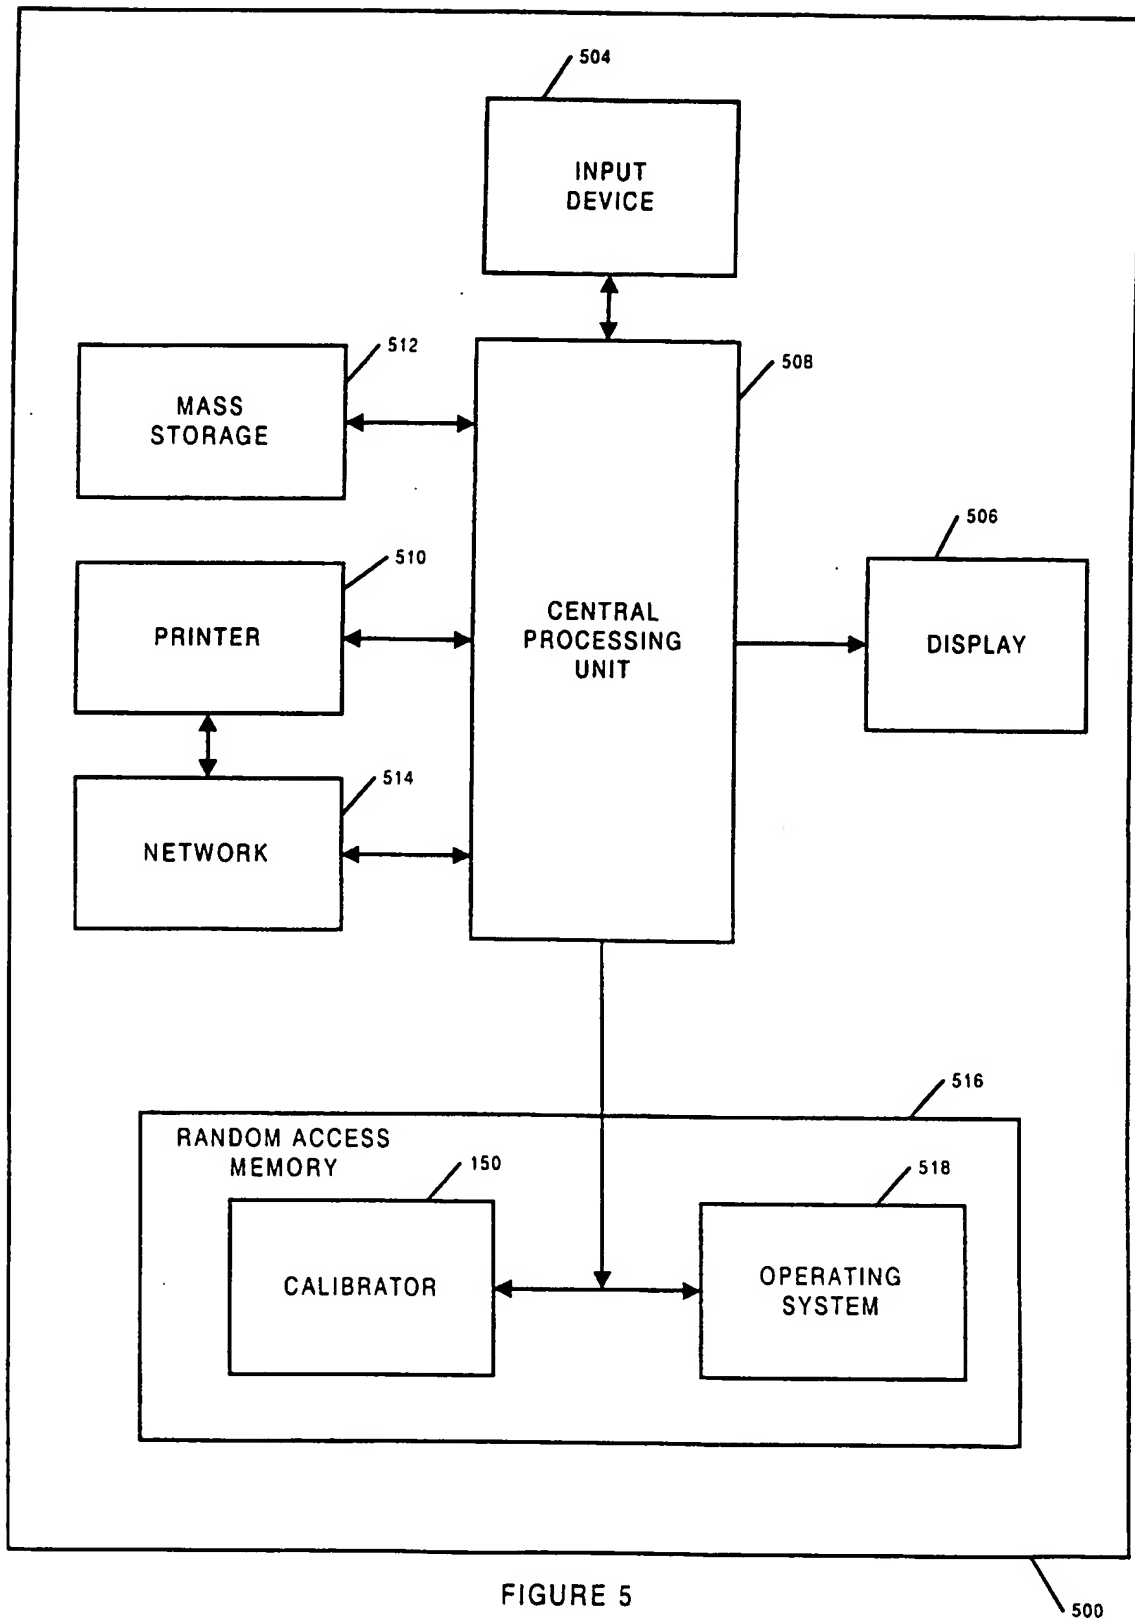 504
INPUT
DEVICE
512
508
MASS
STORAGE
506
510
PRINTER
CENTRAL
PROCESSING
UNIT
DISPLAY
514
NETWORK
516
RANDOM ACCESS
MEMORY
150
518
CALIBRATOR
OPERATING
SYSTEM
FIGURE 5
500